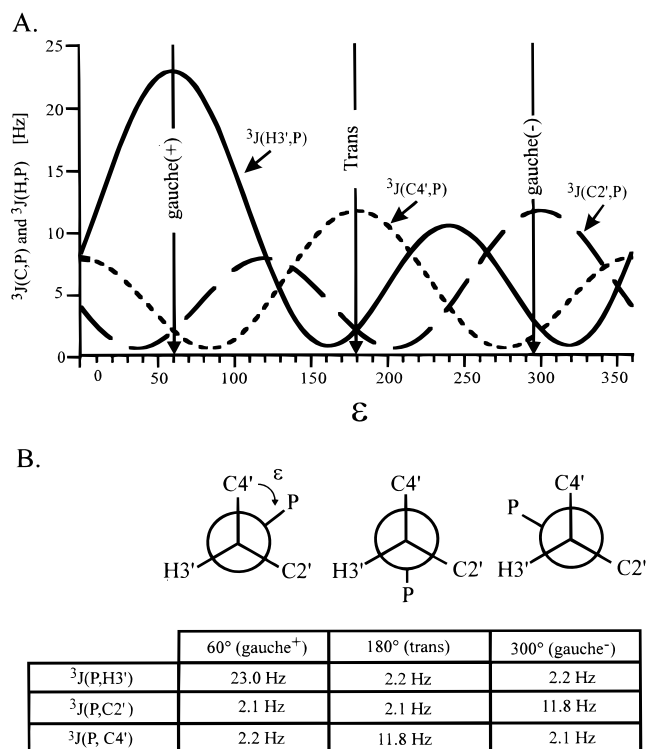 A.
25
20
15
10
5
0
³J(C,P) and ³J(H,P) [Hz]
gauche(+)
³J(H3',P)
Trans
³J(C4',P)
gauche(-)
³J(C2',P)
0 50 100 150 200 250 300 350
ε
B.
C4' ε P H3' C2'
C4' H3' C2' P
C4' P H3' C2'
60° (gauche⁺) 180° (trans) 300° (gauche⁻)
³J(P,H3') 23.0 Hz 2.2 Hz 2.2 Hz
³J(P,C2') 2.1 Hz 2.1 Hz 11.8 Hz
³J(P, C4') 2.2 Hz 11.8 Hz 2.1 Hz